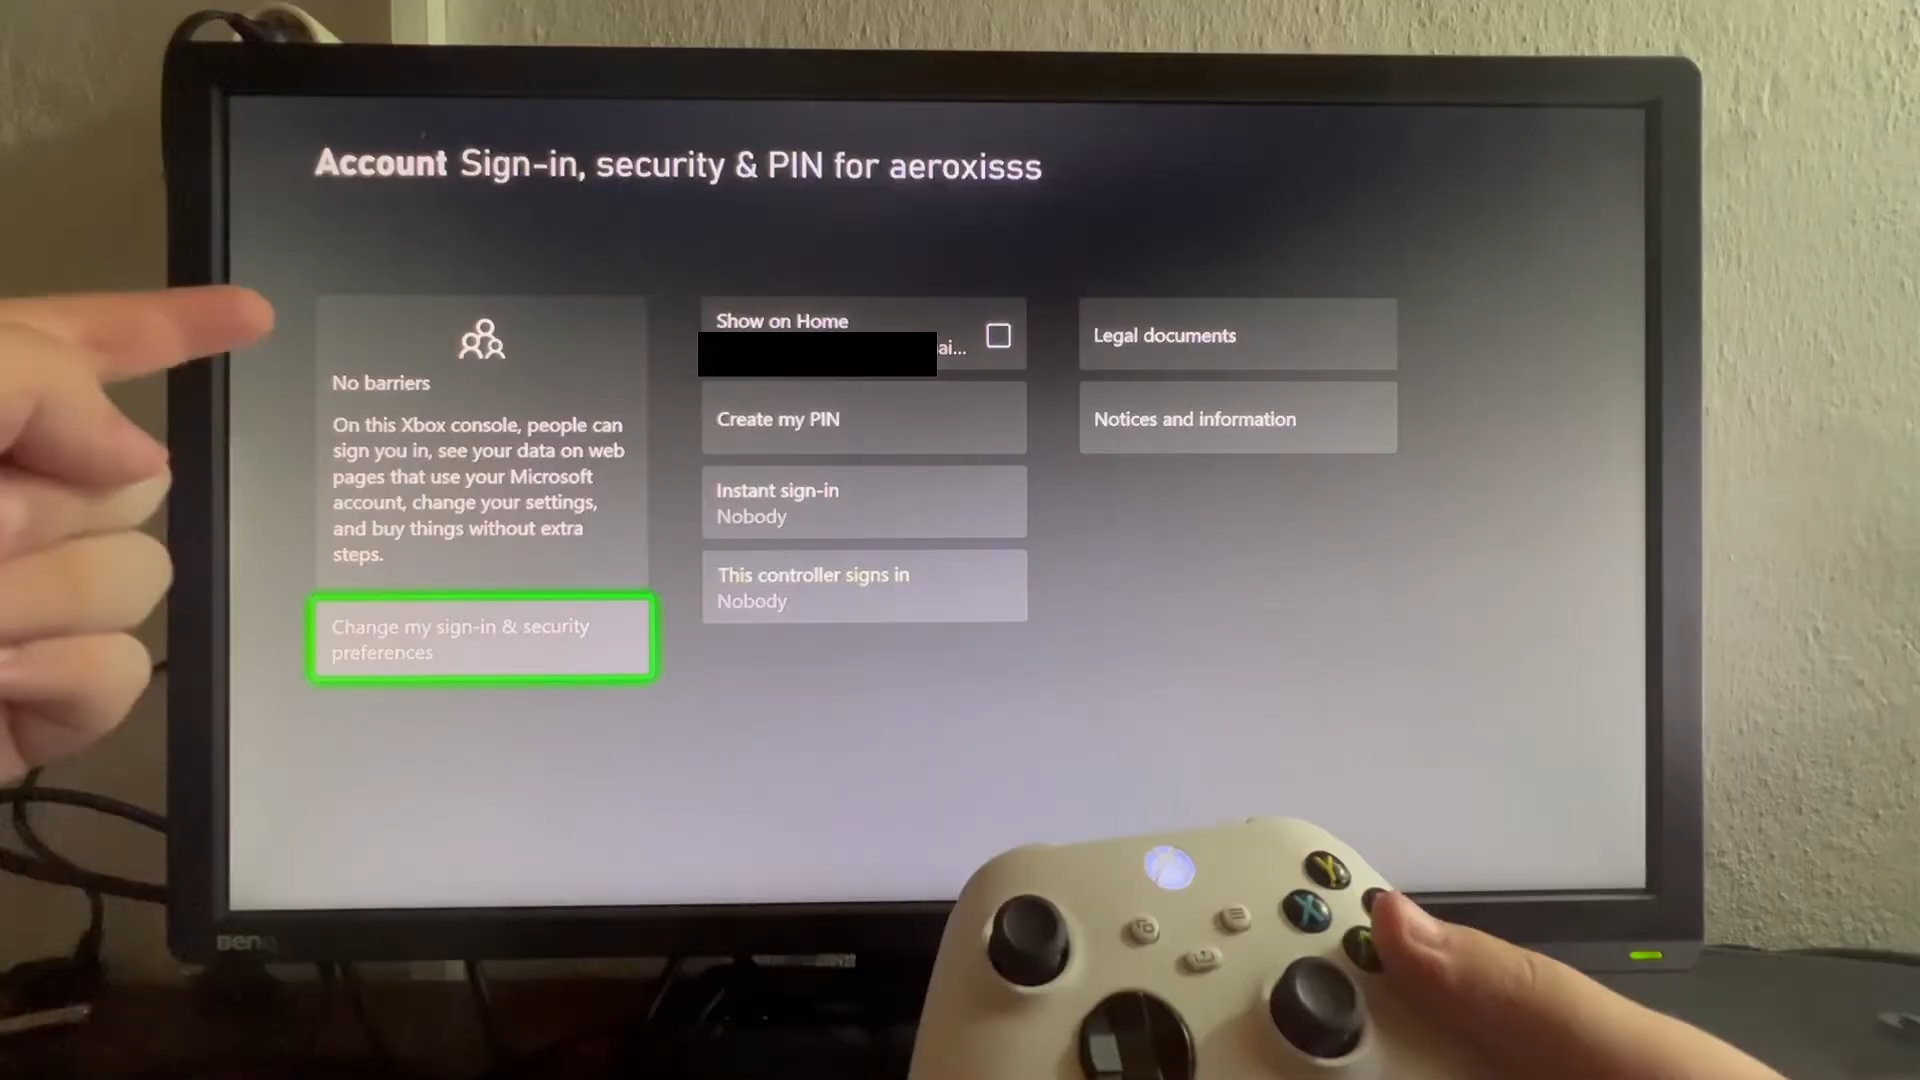 Account Sign-in, security & PIN for aeroxisss
No barriers
On this Xbox console, people can
sign you in, see your data on web
pages that use your Microsoft
account, change your settings,
and buy things without extra
steps.
Change my sign-in & security
preferences
Show on Home
ai...
Create my PIN
Instant sign-in
Nobody
This controller signs in
Nobody
Legal documents
Notices and information
BenQ
Y
X
A